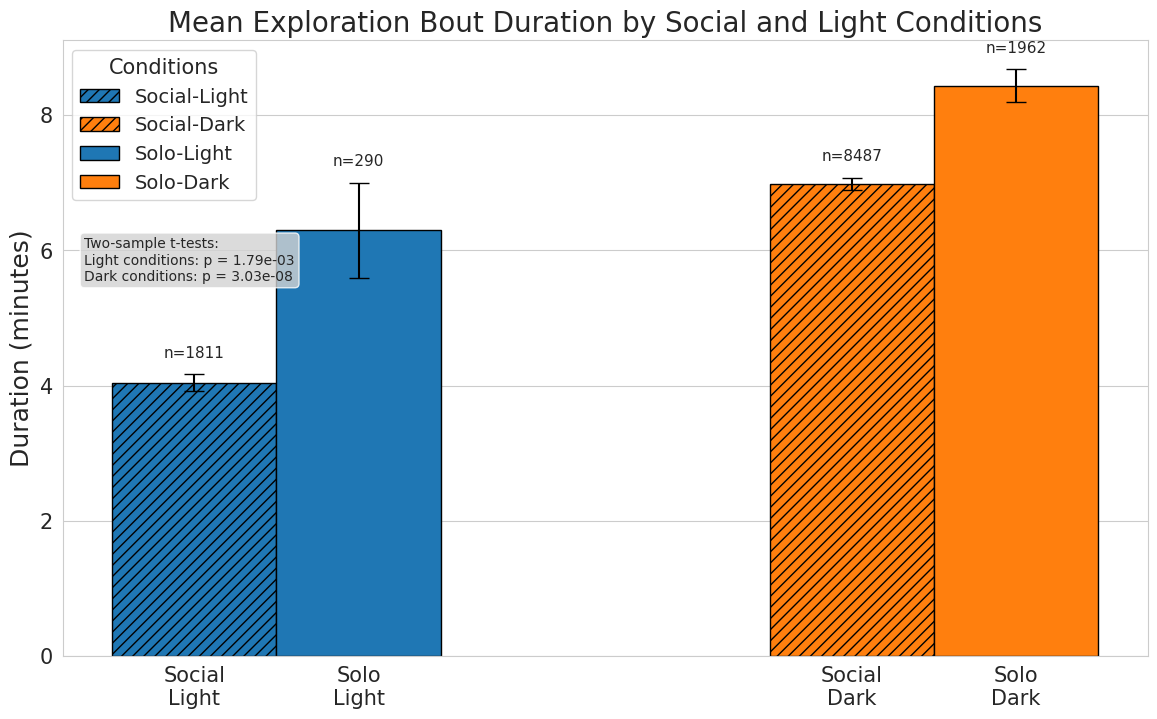 Mean Exploration Bout Duration by Social and Light Conditions
Conditions
Social-Light
Social-Dark
Solo-Light
Solo-Dark
Two-sample t-tests:
Light conditions: p = 1.79e-03
Dark conditions: p = 3.03e-08
n=1811
n=290
n=8487
n=1962
Duration (minutes)
8
6
4
2
0
Social
Light
Solo
Light
Social
Dark
Solo
Dark